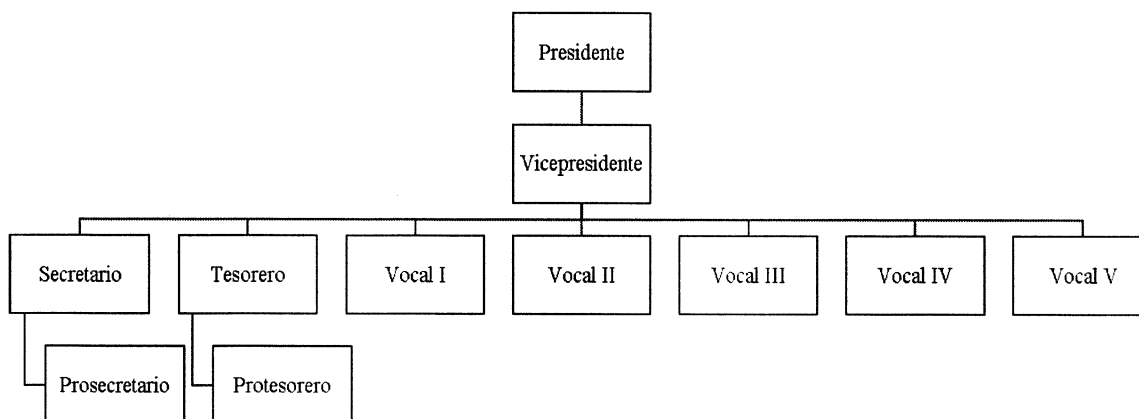 Presidente
Vicepresidente
Secretario
Tesorero
Vocal I
Vocal II
Vocal III
Vocal IV
Vocal V
Prosecretario
Protesorero